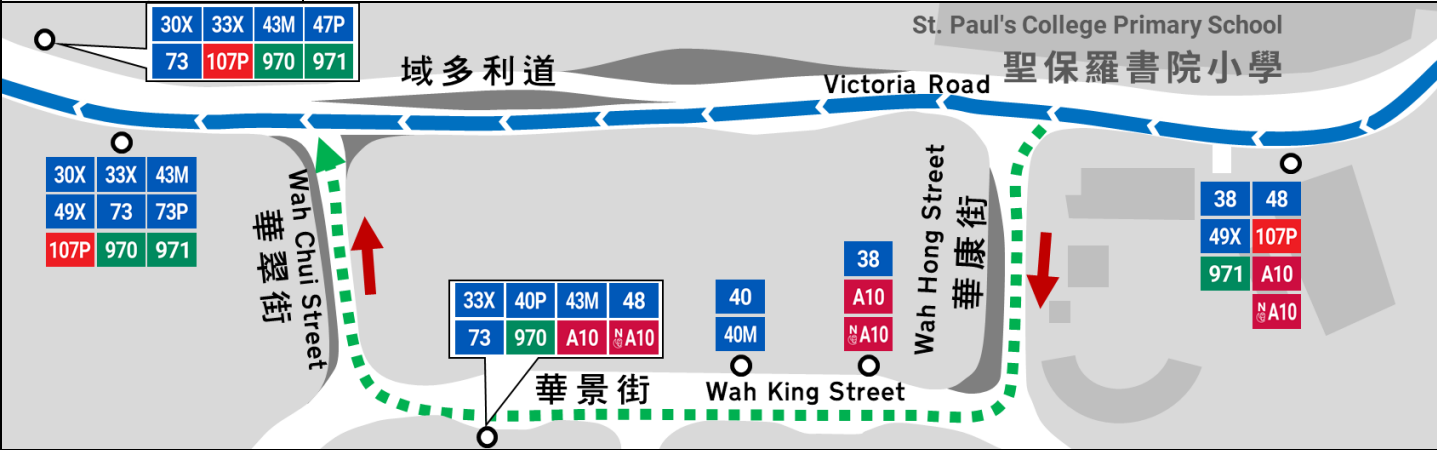 30X 33X 43M 47P
73 107P 970 971
域多利道
Victoria Road
St. Paul's College Primary School
聖保羅書院小學
30X 33X 43M
49X 73 73P
107P 970 971
Wah Chui Street
華翠街
33X 40P 43M 48
73 970 A10 NA10
40
40M
38
A10
NA10
Wah Hong Street
華康街
38 48
49X 107P
971 A10
NA10
華景街
Wah King Street